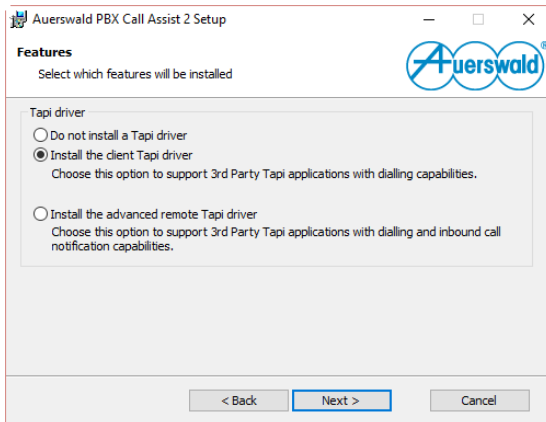 Auerswald PBX Call Assist 2 Setup
Features
Select which features will be installed
Auerswald®
Tapi driver
Do not install a Tapi driver
Install the client Tapi driver
Choose this option to support 3rd Party Tapi applications with dialling capabilities.
Install the advanced remote Tapi driver
Choose this option to support 3rd Party Tapi applications with dialling and inbound call
notification capabilities.
< Back Next > Cancel